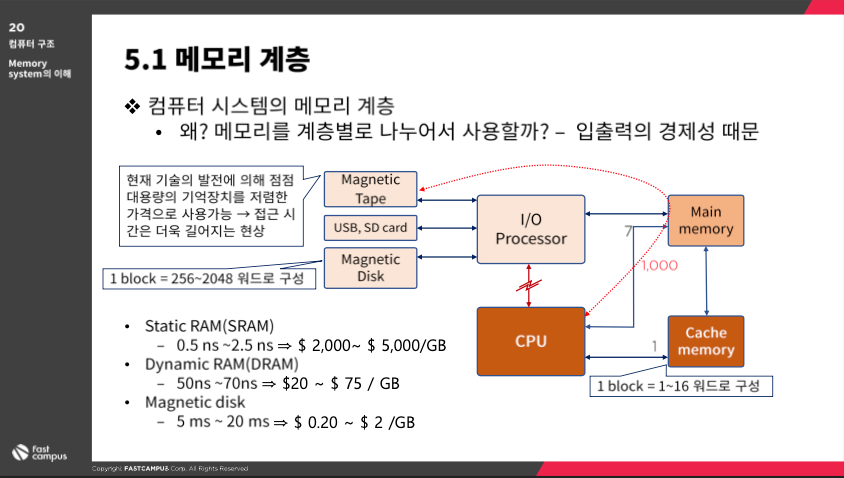 20
컴퓨터 구조
Memory
system의 이해
5.1 메모리 계층
❖ 컴퓨터 시스템의 메모리 계층
• 왜? 메모리를 계층별로 나누어서 사용할까? – 입출력의 경제성 때문
현재 기술의 발전에 의해 점점
대용량의 기억장치를 저렴한
가격으로 사용가능 → 접근 시
간은 더욱 길어지는 현상
Magnetic
Tape
USB, SD card
Magnetic
Disk
1 block = 256~2048 워드로 구성
I/O
Processor
Main
memory
7
1,000
CPU
1
Cache
memory
1 block = 1~16 워드로 구성
• Static RAM(SRAM)
– 0.5 ns ~2.5 ns ⇒ $ 2,000~ $ 5,000/GB
• Dynamic RAM(DRAM)
– 50ns ~70ns ⇒ $20 ~ $ 75 / GB
• Magnetic disk
– 5 ms ~ 20 ms ⇒ $ 0.20 ~ $ 2 /GB
fast
campus
Copyright FASTCAMPUS Corp. All Rights Reserved